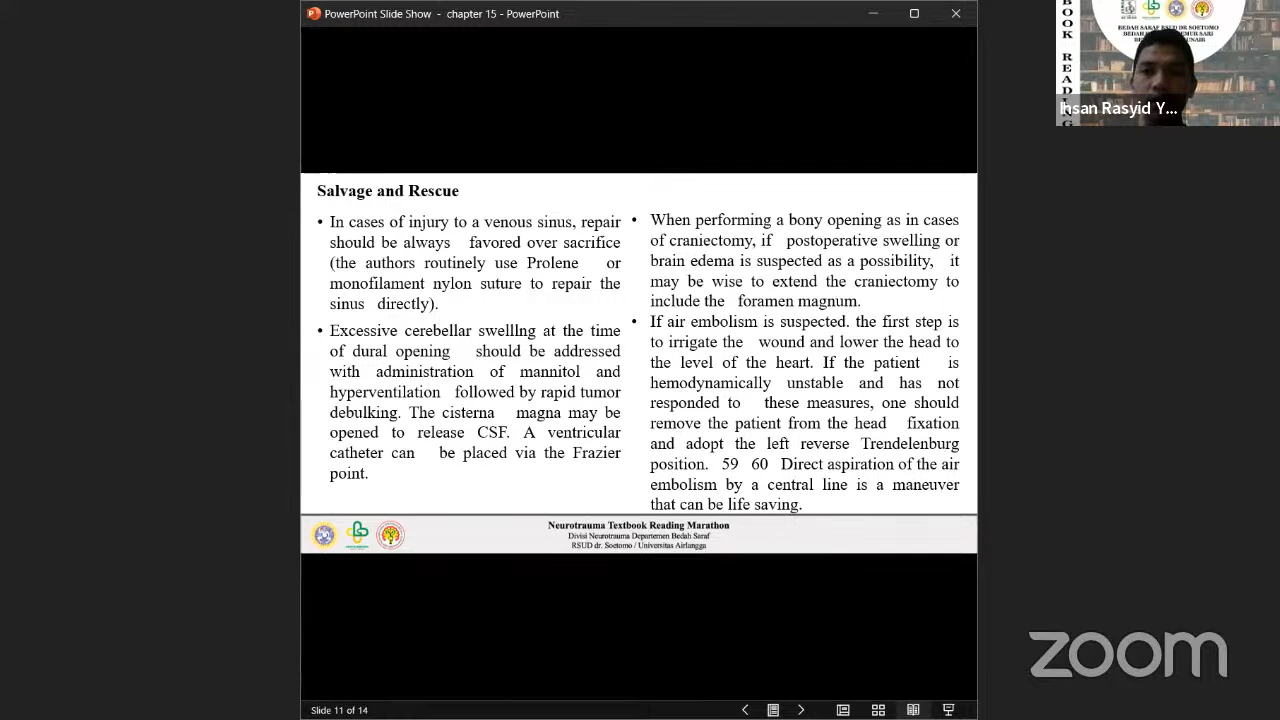 PowerPoint Slide Show - chapter 15 - PowerPoint
BOOK READING
BEDAH SARAF RSUD DR SOETOMO
Ihsan Rasyid Y...
Salvage and Rescue
• In cases of injury to a venous sinus, repair
should be always favored over sacrifice
(the authors routinely use Prolene or
monofilament nylon suture to repair the
sinus directly).
• Excessive cerebellar swelllng at the time
of dural opening should be addressed
with administration of mannitol and
hyperventilation followed by rapid tumor
debulking. The cisterna magna may be
opened to release CSF. A ventricular
catheter can be placed via the Frazier
point.
• When performing a bony opening as in cases
of craniectomy, if postoperative swelling or
brain edema is suspected as a possibility, it
may be wise to extend the craniectomy to
include the foramen magnum.
• If air embolism is suspected. the first step is
to irrigate the wound and lower the head to
the level of the heart. If the patient is
hemodynamically unstable and has not
responded to these measures, one should
remove the patient from the head fixation
and adopt the left reverse Trendelenburg
position. 59 60 Direct aspiration of the air
embolism by a central line is a maneuver
that can be life saving.
Neurotrauma Textbook Reading Marathon
Divisi Neurotrauma Departemen Bedah Saraf
RSUD dr. Soetomo / Universitas Airlangga
zoom
Slide 11 of 14